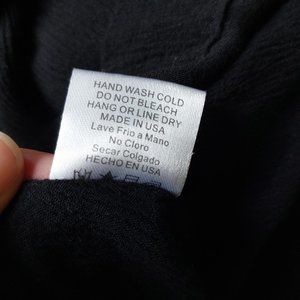 HAND WASH COLD
DO NOT BLEACH
HANG OR LINE DRY
MADE IN USA
Lave Frio a Mano
No Cloro
Secar Colgado
HECHO EN USA